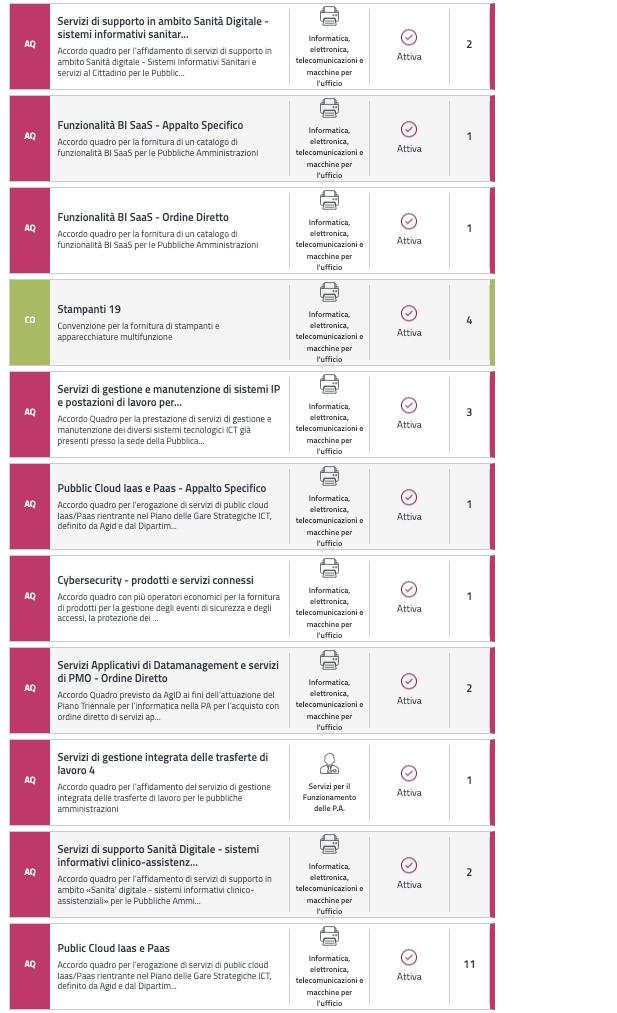 AQ
Servizi di supporto in ambito Sanità Digitale -
sistemi informativi sanitar...
Accordo quadro per l'affidamento di servizi di supporto in
ambito Sanità digitale - Sistemi Informativi Sanitari e
servizi al Cittadino per le Pubblic...
Informatica,
elettronica,
telecomunicazioni e
macchine per
l'ufficio
Attiva
2
AQ
Funzionalità BI SaaS - Appalto Specifico
Accordo quadro per la fornitura di un catalogo di
funzionalità BI SaaS per le Pubbliche Amministrazioni
Informatica,
elettronica,
telecomunicazioni e
macchine per
l'ufficio
Attiva
1
AQ
Funzionalità BI SaaS - Ordine Diretto
Accordo quadro per la fornitura di un catalogo di
funzionalità BI SaaS per le Pubbliche Amministrazioni
Informatica,
elettronica,
telecomunicazioni e
macchine per
l'ufficio
Attiva
1
CQ
Stampanti 19
Convenzione per la fornitura di stampanti e
apparecchiature multifunzione
Informatica,
elettronica,
telecomunicazioni e
macchine per
l'ufficio
Attiva
4
AQ
Servizi di gestione e manutenzione di sistemi IP
e postazioni di lavoro per...
Accordo Quadro per la prestazione di servizi di gestione e
manutenzione dei diversi sistemi tecnologici ICT già
presenti presso la sede della Pubblica...
Informatica,
elettronica,
telecomunicazioni e
macchine per
l'ufficio
Attiva
3
AQ
Pubblic Cloud Iaas e Paas - Appalto Specifico
Accordo quadro per l'erogazione di servizi di public cloud
Iaas/Paas rientrante nel Piano delle Gare Strategiche ICT,
definito da Agid e dal Dipartim...
Informatica,
elettronica,
telecomunicazioni e
macchine per
l'ufficio
Attiva
1
AQ
Cybersecurity - prodotti e servizi connessi
Accordo quadro con più operatori economici per la fornitura
di prodotti per la gestione degli eventi di sicurezza e degli
accessi, la protezione dei ...
Informatica,
elettronica,
telecomunicazioni e
macchine per
l'ufficio
Attiva
1
AQ
Servizi Applicativi di Datamanagement e servizi
di PMO - Ordine Diretto
Accordo Quadro previsto da AgID ai fini dell'attuazione del
Piano Triennale per l'informatica nella PA per l'acquisto con
ordine diretto di servizi ap...
Informatica,
elettronica,
telecomunicazioni e
macchine per
l'ufficio
Attiva
2
AQ
Servizi di gestione integrata delle trasferte di
lavoro 4
Accordo quadro per l'affidamento del servizio di gestione
integrata delle trasferte di lavoro per le pubbliche
amministrazioni
Servizi per il
Funzionamento
delle P.A.
Attiva
1
AQ
Servizi di supporto Sanità Digitale - sistemi
informativi clinico-assistenz...
Accordo quadro per l'affidamento di servizi di supporto in
ambito «Sanita' digitale - sistemi informativi clinico-
assistenziali» per le Pubbliche Ammi...
Informatica,
elettronica,
telecomunicazioni e
macchine per
l'ufficio
Attiva
2
AQ
Public Cloud Iaas e Paas
Accordo quadro per l'erogazione di servizi di public cloud
Iaas/Paas rientrante nel Piano delle Gare Strategiche ICT,
definito da Agid e dal Dipartim...
Informatica,
elettronica,
telecomunicazioni e
macchine per
l'ufficio
Attiva
11